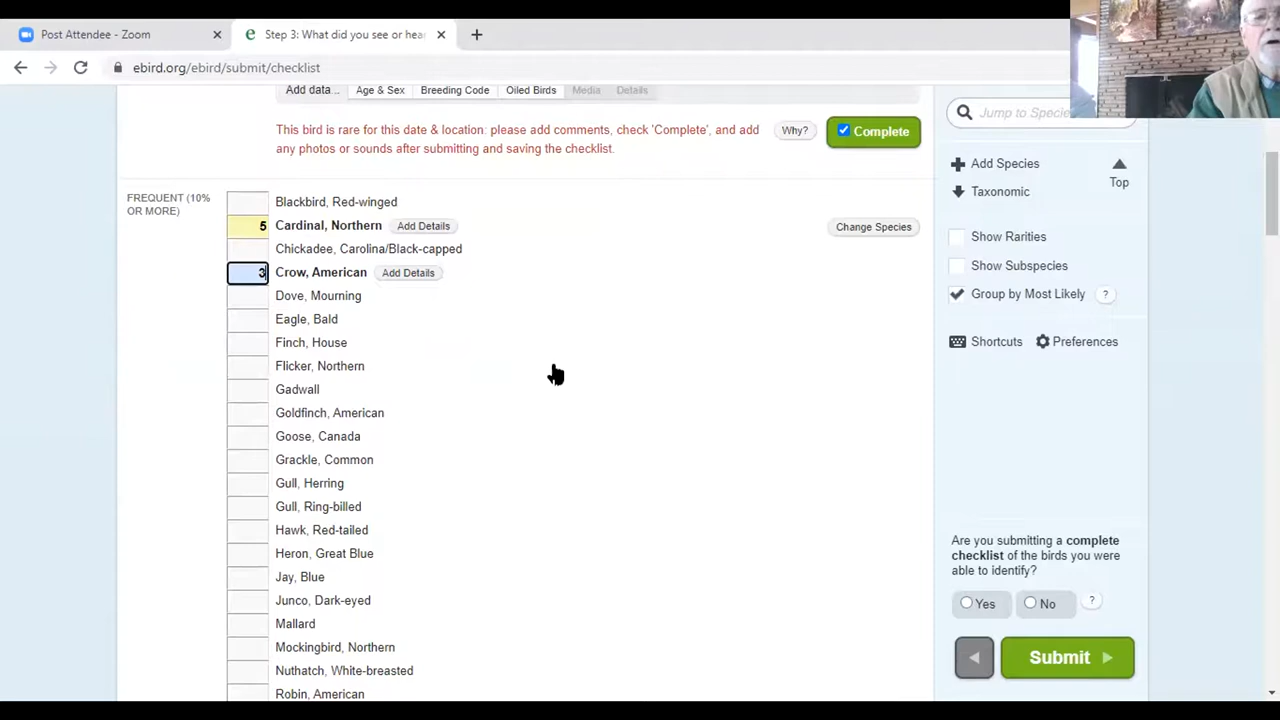 Post Attendee - Zoom
Step 3: What did you see or hea
ebird.org/ebird/submit/checklist
Add data ..
Age & Sex
Breeding Code
Oiled Birds
Media
Details
This bird is rare for this date & location: please add comments, check 'Complete', and add
any photos or sounds after submitting and saving the checklist.
Why?
Complete
FREQUENT (10%
OR MORE)
Blackbird, Red-winged
5 Cardinal, Northern Add Details
Change Species
Chickadee, Carolina/Black-capped
3 Crow, American Add Details
Dove, Mourning
Eagle, Bald
Finch, House
Flicker, Northern
Gadwall
Goldfinch, American
Goose, Canada
Grackle, Common
Gull, Herring
Gull, Ring-billed
Hawk, Red-tailed
Heron, Great Blue
Jay, Blue
Junco, Dark-eyed
Mallard
Mockingbird, Northern
Nuthatch, White-breasted
Robin, American
Jump to Specie
Add Species
Top
Taxonomic
Show Rarities
Show Subspecies
Group by Most Likely ?
Shortcuts
Preferences
Are you submitting a complete
checklist of the birds you were
able to identify?
Yes
No
?
Submit